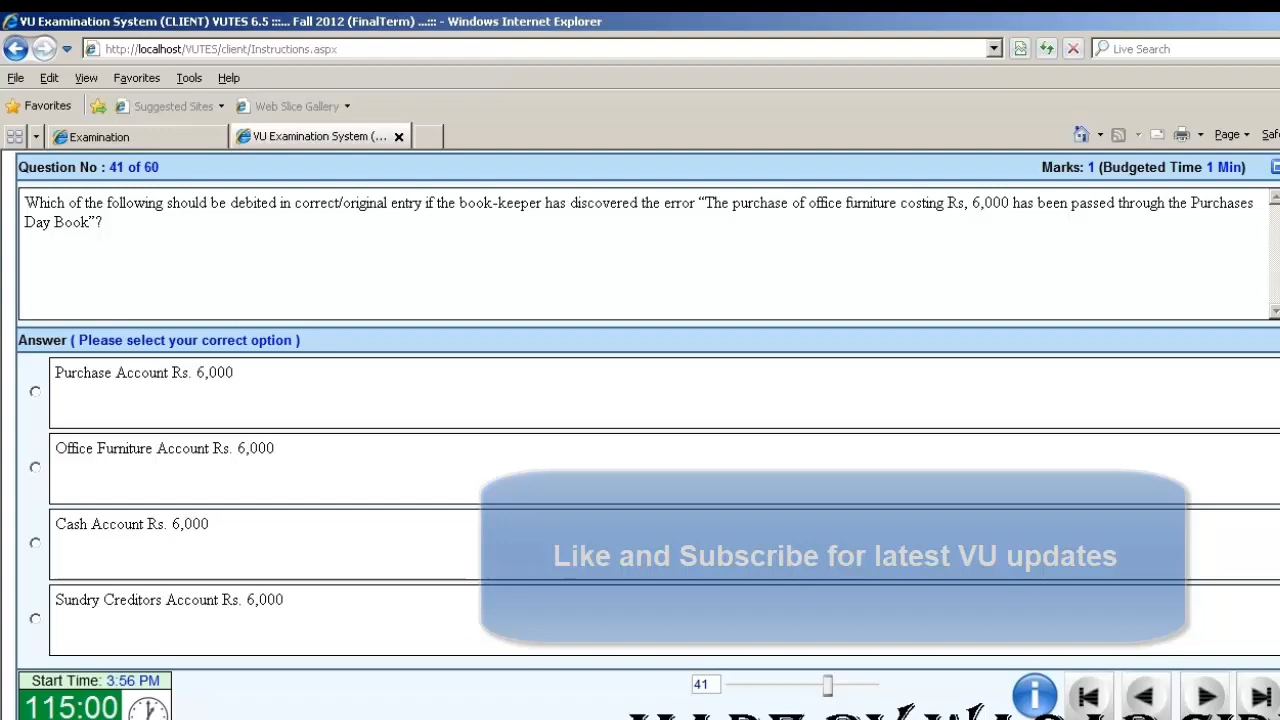 VU Examination System (CLIENT) VUTES 6.5 :::... Fall 2012 (FinalTerm) ...::: - Windows Internet Explorer
http://localhost/VUTES/client/Instructions.aspx
Live Search
File Edit View Favorites Tools Help
Favorites Suggested Sites Web Slice Gallery
Examination VU Examination System (... Page
Question No : 41 of 60 Marks: 1 (Budgeted Time 1 Min)
Which of the following should be debited in correct/original entry if the book-keeper has discovered the error “The purchase of office furniture costing Rs, 6,000 has been passed through the Purchases
Day Book”?
Answer ( Please select your correct option )
Purchase Account Rs. 6,000
Office Furniture Account Rs. 6,000
Cash Account Rs. 6,000
Like and Subscribe for latest VU updates
Sundry Creditors Account Rs. 6,000
Start Time: 3:56 PM
115:00
41